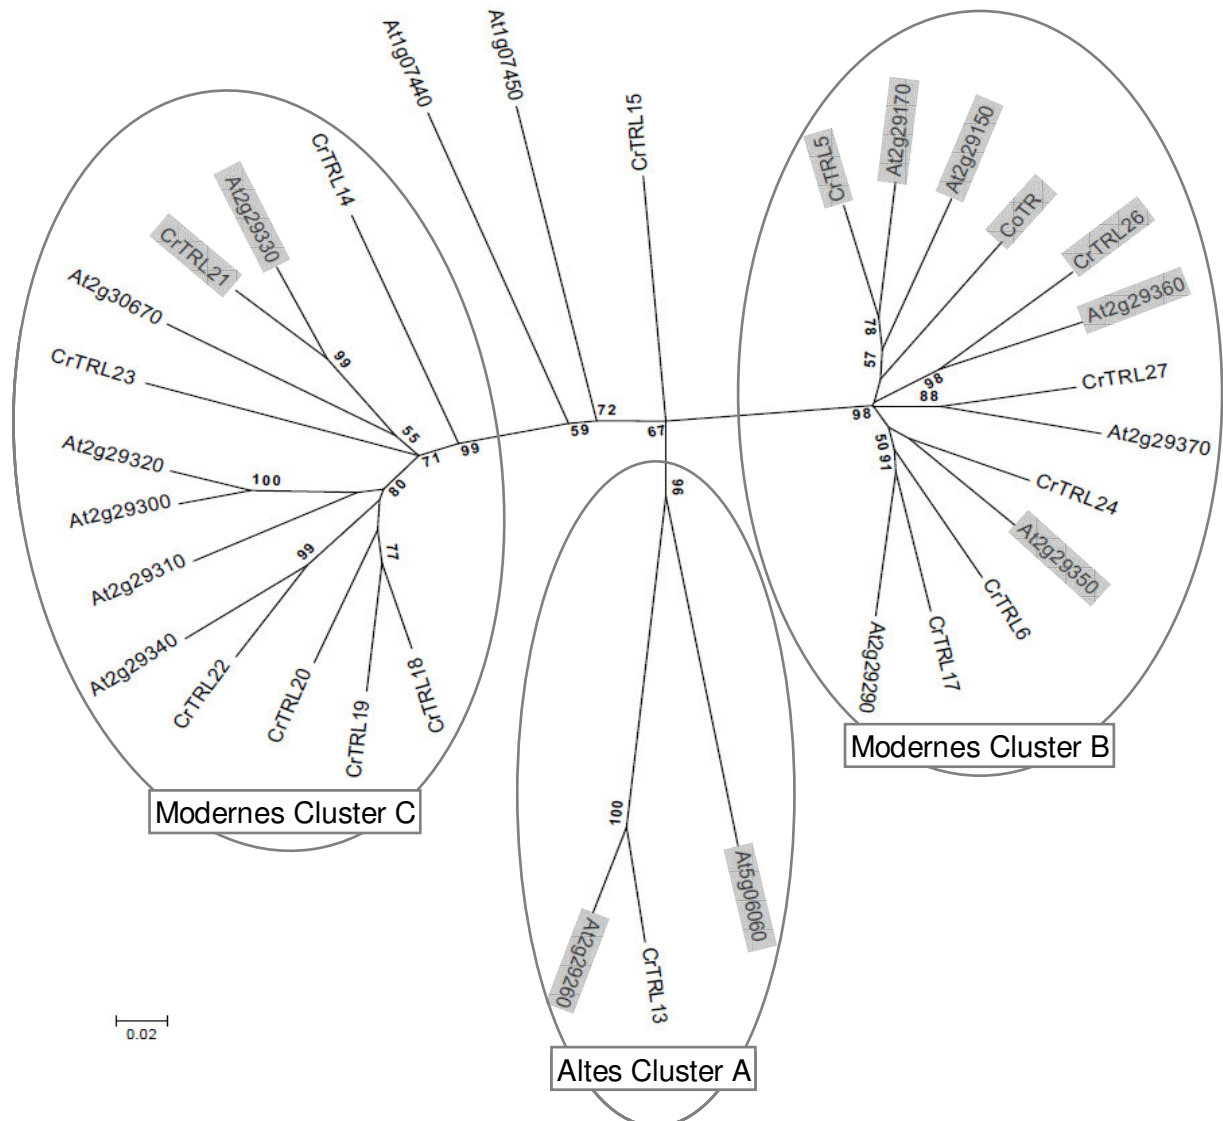 At1g07440
At1g07450
CrTRL15
CrTRL14
At2g29330
CrTRL21
At2g30670
CrTRL23
At2g29320
At2g29300
At2g29310
At2g29340
CrTRL22
CrTRL20
CrTRL19
CrTRL18
99
55
71
99
100
80
99
77
59
72
67
Modernes Cluster C
CrTRL5
At2g29170
At2g29150
CoTR
CrTRL26
At2g29360
CrTRL27
At2g29370
CrTRL24
At2g29350
CrTRL6
CrTRL17
At2g29290
78
57
98
88
98
50
91
Modernes Cluster B
96
100
At5g06060
At2g29260
CrTRL13
Altes Cluster A
0.02